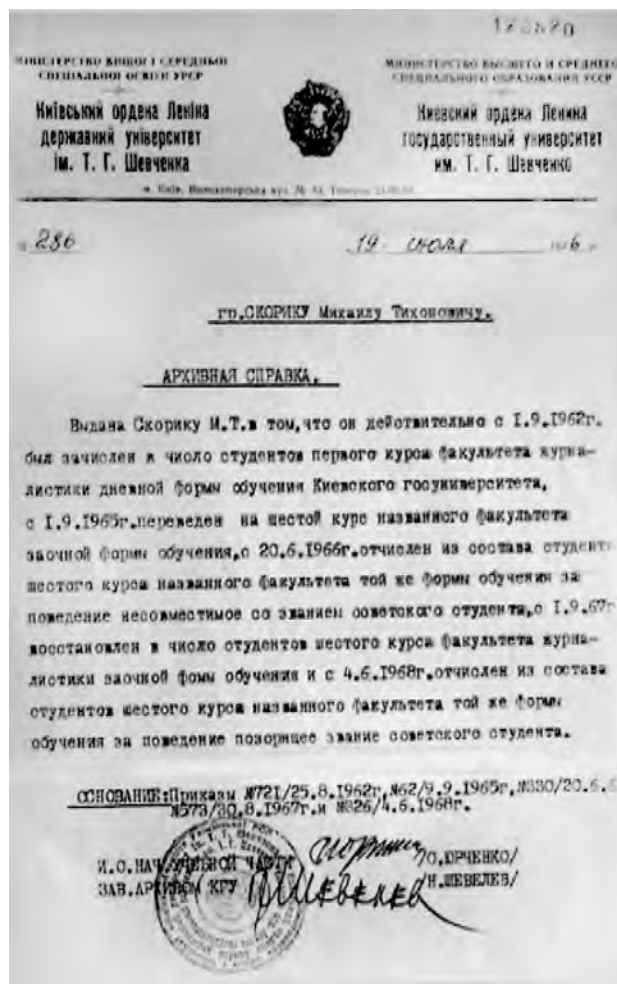 МІНІСТЕРСТВО ВИЩОЇ І СЕРЕДНЬОЇ
СПЕЦІАЛЬНОЇ ОСВІТИ УРСР
Київський ордена Леніна
державний університет
ім. Т. Г. Шевченка
МИНИСТЕРСТВО ВЫСШЕГО И СРЕДНЕГО
СПЕЦИАЛЬНОГО ОБРАЗОВАНИЯ УССР
Киевский ордена Ленина
государственный университет
им. Т. Г. Шевченко
м. Київ,
286
19 июля 6
гр.СКОРИКУ Михаилу Тихоновичу.
АРХИВНАЯ СПРАВКА.
Выдана Скорику М.Т.в том,что он действительно с I.9.I962г.
был зачислен в число студентов первого курса факультета журна-
листики дневной формы обучения Киевского госуниверситета,
с I.9.I965г.переведен на шестой курс названного факультета
заочной формы обучения,с 20.6.I966г.отчислен из состава студент
шестого курса названного факультета той же формы обучения за
поведение несовместимое со званием советского студента,с I.9.67г
восстановлен в число студентов шестого курса факультета журна-
листики заочной фомы обучения и с 4.6.I968г.отчислен из состава
студентов шестого курса названного факультета той же формы
обучения за поведение позорящее звание советского студента.
ОСНОВАНИЕ:Приказы №721/25.8.I962г,№62/9.9.I965г,№330/20.6.6
№573/30.8.I967г.и №326/4.6.I968г.
И.О.НАЧ.УЧЕБНОЙ ЧАСТИ /О.ЮРЧЕНКО/
ЗАВ.АРХИВОМ КГУ Шевелев /Н.ШЕВЕЛЕВ/